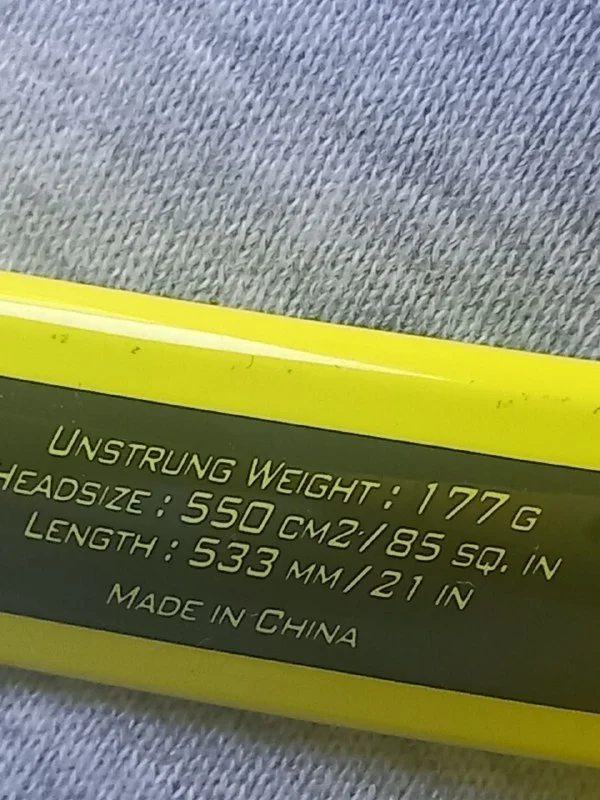 UNSTRUNG WEIGHT : 177 G
HEADSIZE : 550 CM2/85 SQ. IN
LENGTH : 533 MM/21 IN
MADE IN CHINA